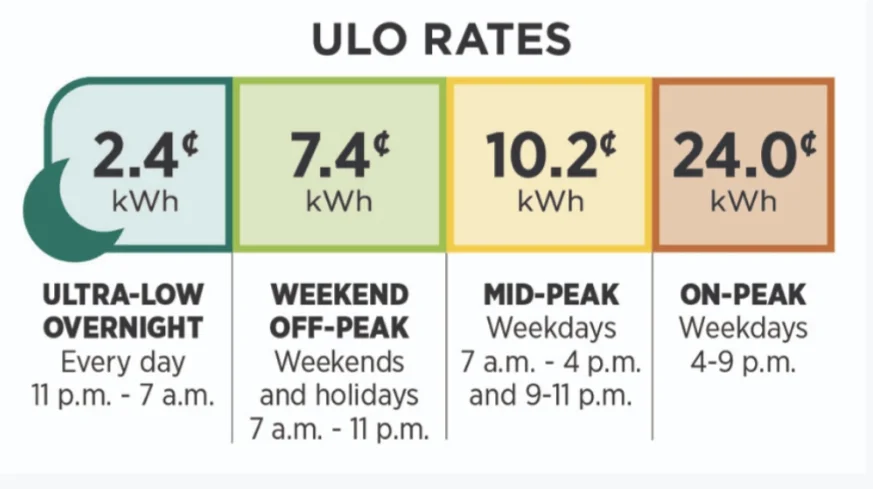 ULO RATES
2.4¢
kWh
7.4¢
kWh
10.2¢
kWh
24.0¢
kWh
ULTRA-LOW
OVERNIGHT
Every day
11 p.m. - 7 a.m.
WEEKEND
OFF-PEAK
Weekends
and holidays
7 a.m. - 11 p.m.
MID-PEAK
Weekdays
7 a.m. - 4 p.m.
and 9-11 p.m.
ON-PEAK
Weekdays
4-9 p.m.